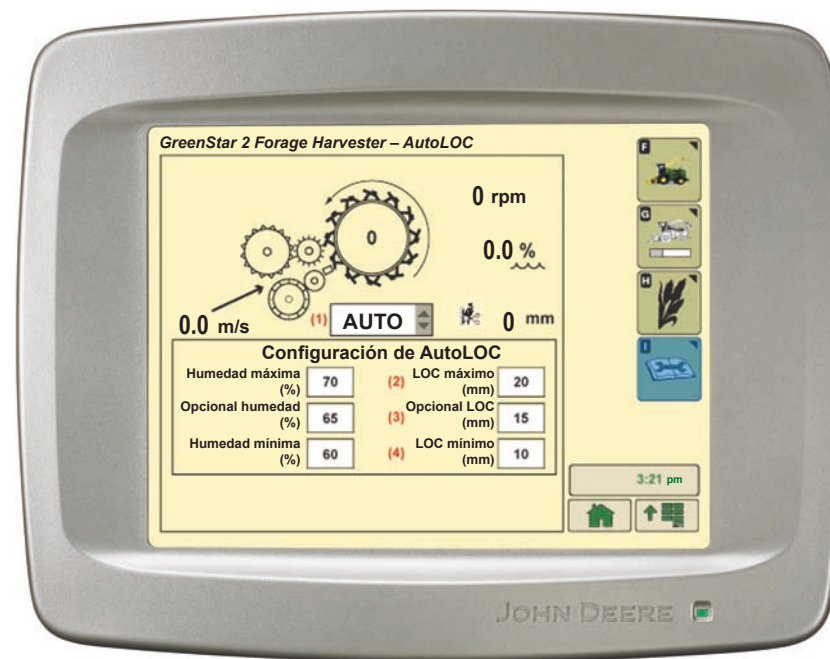 GreenStar 2 Forage Harvester – AutoLOC
F
0 rpm
0
G
0.0 %
H
0.0 m/s
(1) AUTO
0 mm
I
Configuración de AutoLOC
Humedad máxima (%) 70 (2) LOC máximo (mm) 20
Opcional humedad (%) 65 (3) Opcional LOC (mm) 15
Humedad mínima (%) 60 (4) LOC mínimo (mm) 10
3:21 pm
JOHN DEERE